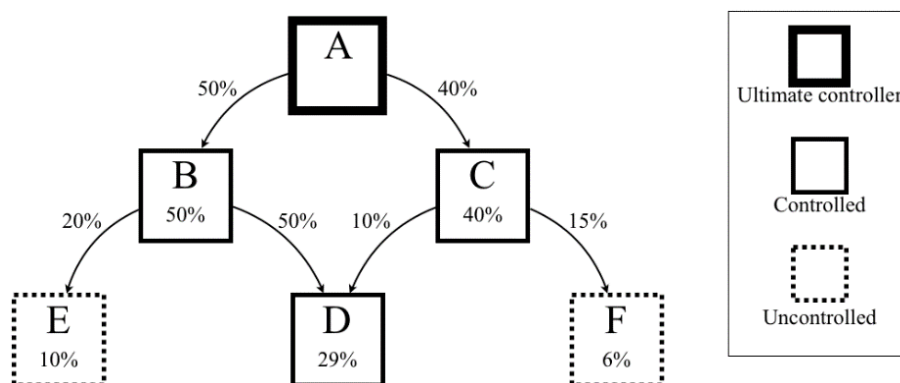 A
50%
40%
B
50%
C
40%
20%
50%
10%
15%
E
10%
D
29%
F
6%
Ultimate controller
Controlled
Uncontrolled